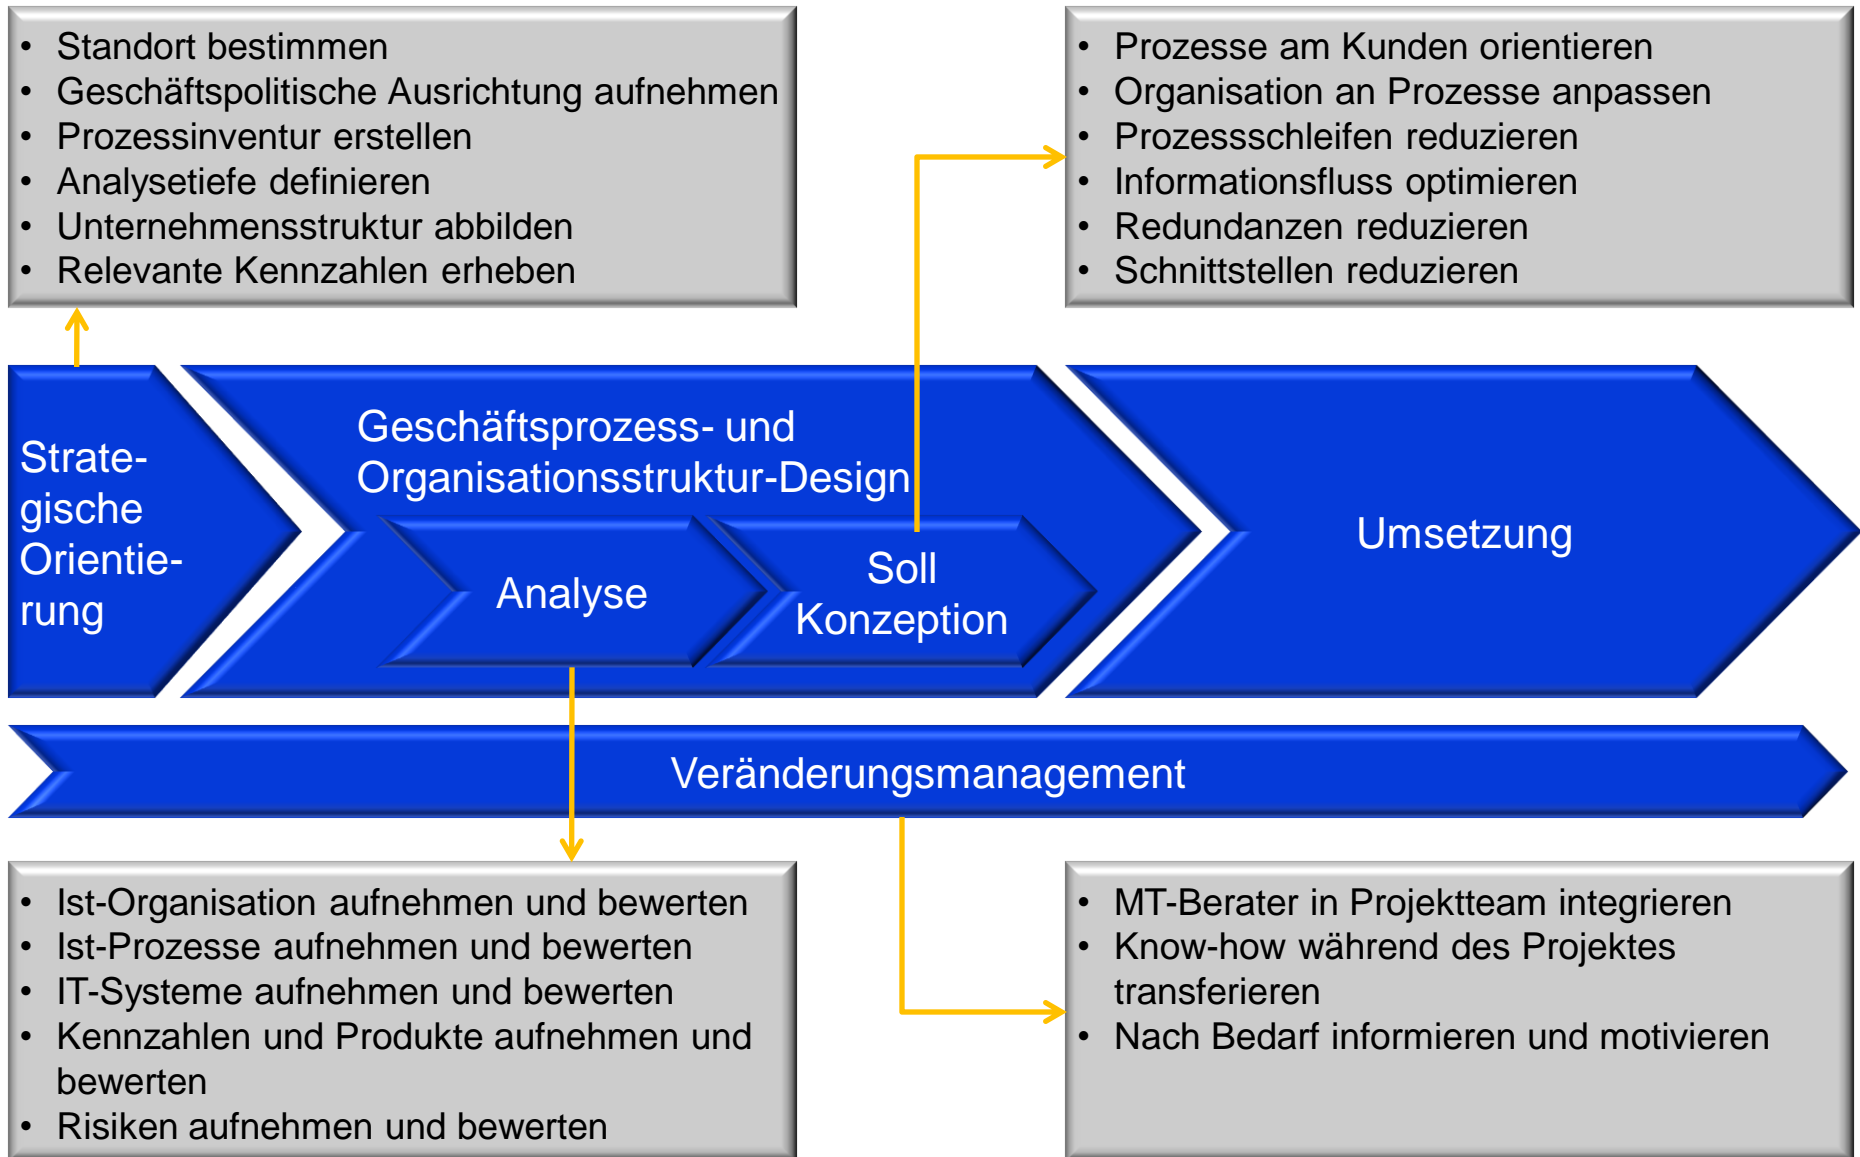 • Standort bestimmen
• Geschäftspolitische Ausrichtung aufnehmen
• Prozessinventur erstellen
• Analysetiefe definieren
• Unternehmensstruktur abbilden
• Relevante Kennzahlen erheben
• Prozesse am Kunden orientieren
• Organisation an Prozesse anpassen
• Prozessschleifen reduzieren
• Informationsfluss optimieren
• Redundanzen reduzieren
• Schnittstellen reduzieren
Strate-
gische
Orientie-
rung
Geschäftsprozess- und
Organisationsstruktur-Design
Analyse
Soll
Konzeption
Umsetzung
Veränderungsmanagement
• Ist-Organisation aufnehmen und bewerten
• Ist-Prozesse aufnehmen und bewerten
• IT-Systeme aufnehmen und bewerten
• Kennzahlen und Produkte aufnehmen und
bewerten
• Risiken aufnehmen und bewerten
• MT-Berater in Projektteam integrieren
• Know-how während des Projektes
transferieren
• Nach Bedarf informieren und motivieren